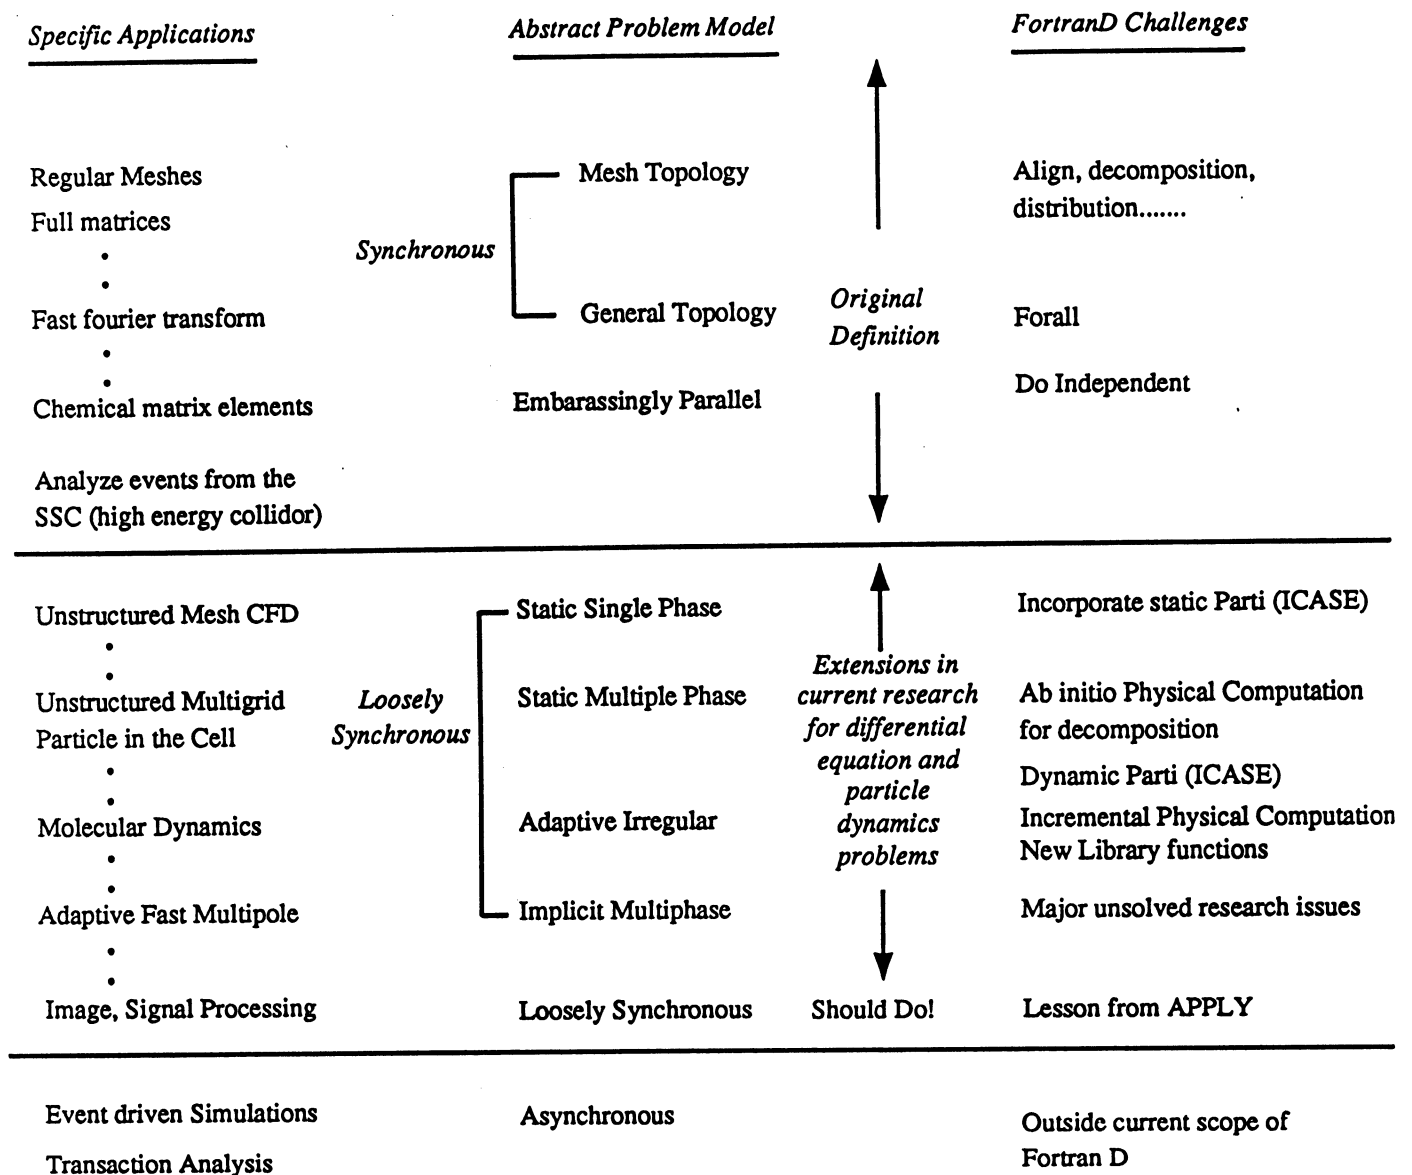 Specific Applications
Abstract Problem Model
FortranD Challenges
Regular Meshes
Full matrices
Fast fourier transform
Chemical matrix elements
Analyze events from the
SSC (high energy collidor)
Synchronous
Mesh Topology
General Topology
Embarassingly Parallel
Original
Definition
Align, decomposition,
distribution.......
Forall
Do Independent
Unstructured Mesh CFD
Unstructured Multigrid
Particle in the Cell
Molecular Dynamics
Adaptive Fast Multipole
Image, Signal Processing
Loosely
Synchronous
Static Single Phase
Static Multiple Phase
Adaptive Irregular
Implicit Multiphase
Loosely Synchronous
Extensions in
current research
for differential
equation and
particle
dynamics
problems
Should Do!
Incorporate static Parti (ICASE)
Ab initio Physical Computation
for decomposition
Dynamic Parti (ICASE)
Incremental Physical Computation
New Library functions
Major unsolved research issues
Lesson from APPLY
Event driven Simulations
Transaction Analysis
Asynchronous
Outside current scope of
Fortran D